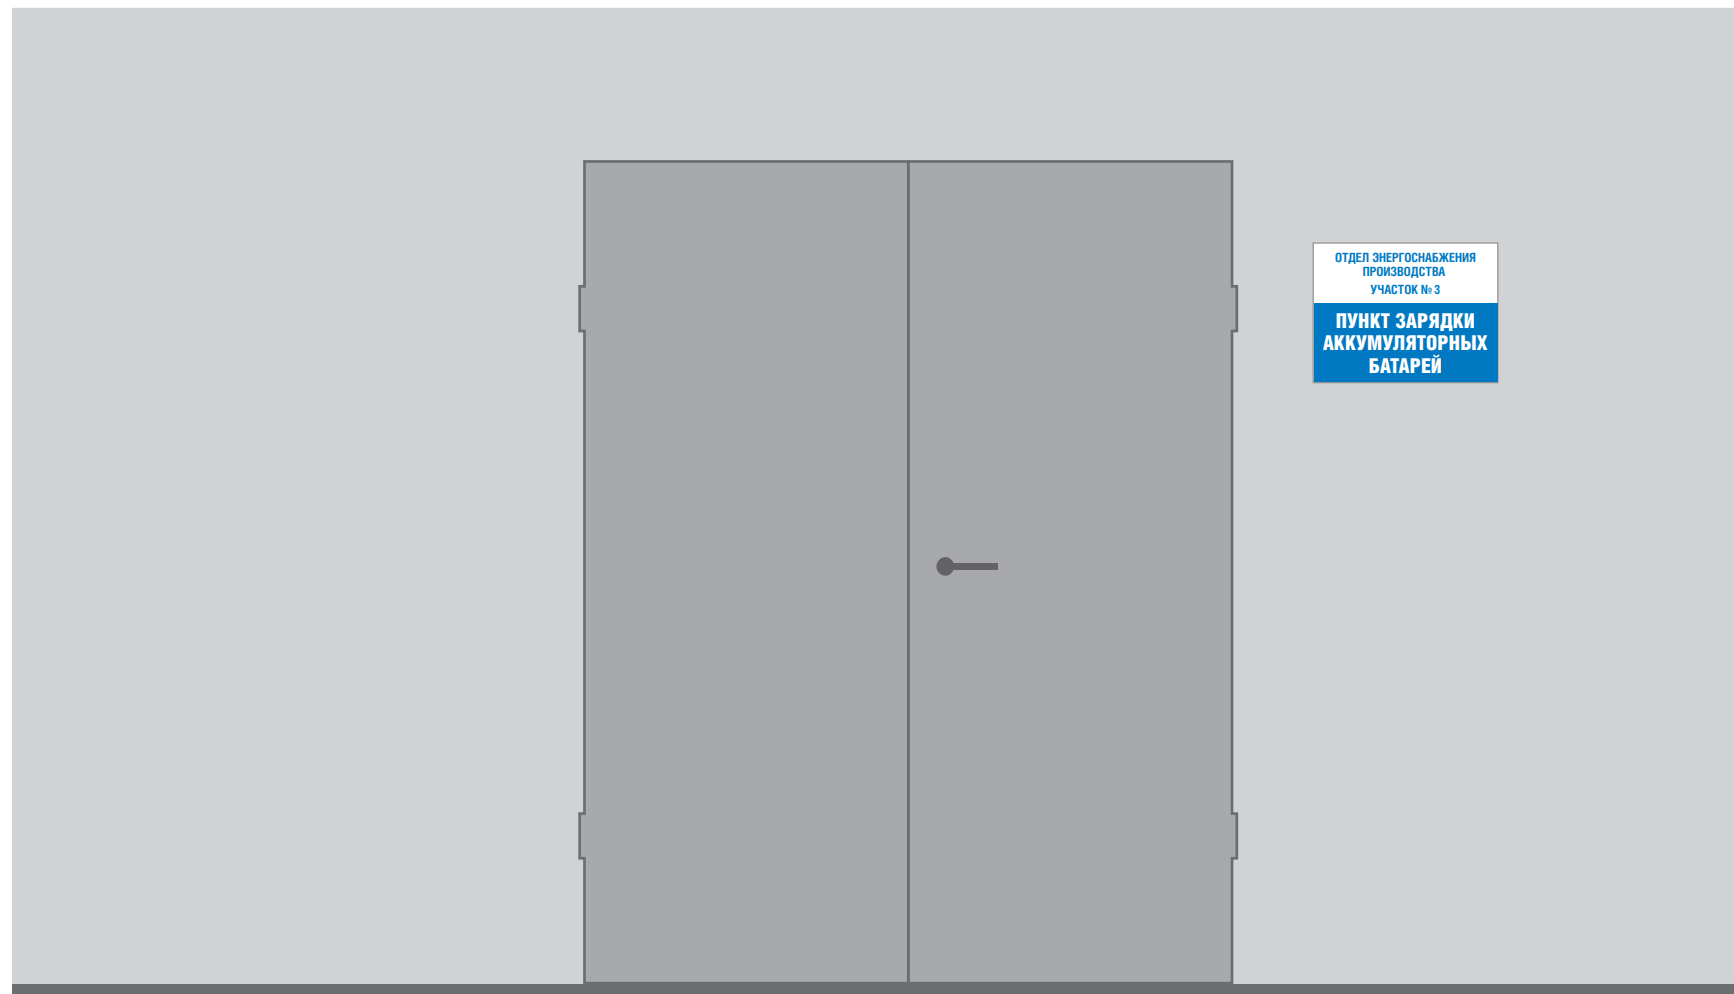 ОТДЕЛ ЭНЕРГОСНАБЖЕНИЯ
ПРОИЗВОДСТВА
УЧАСТОК № 3
ПУНКТ ЗАРЯДКИ
АККУМУЛЯТОРНЫХ
БАТАРЕЙ